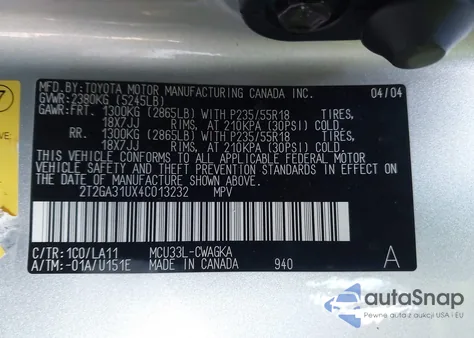 7
MFD.BY:TOYOTA MOTOR MANUFACTURING CANADA INC. 04/04
GVWR:2380KG (5245LB)
GAWR:FRT. 1300KG (2865LB) WITH P235/55R18 TIRES,
18X7JJ RIMS, AT 210KPA (30PSI) COLD
RR. 1300KG (2865LB) WITH P235/55R18 TIRES,
18X7JJ RIMS, AT 210KPA (30PSI) COLD
THIS VEHICLE CONFORMS TO ALL APPLICABLE FEDERAL MOTOR
VEHICLE SAFETY AND THEFT PREVENTION STANDARDS IN EFFECT
ON THE DATE OF MANUFACTURE SHOWN ABOVE.
2T2GA31UX4C013232 MPV
C/TR:1C0/LA11 MCU33L-CWAGKA A
A/TM:-01A/U151E MADE IN CANADA 940
autoSnap
Pewne auta z aukcji USA i EU